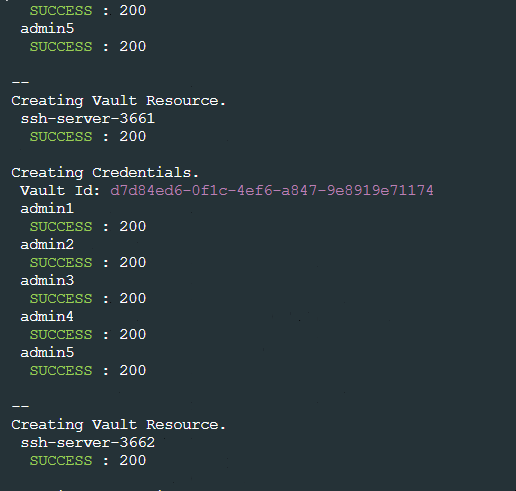 SUCCESS : 200
admin5
SUCCESS : 200
--
Creating Vault Resource.
ssh-server-3661
SUCCESS : 200
Creating Credentials.
Vault Id: d7d84ed6-0f1c-4ef6-a847-9e8919e71174
admin1
SUCCESS : 200
admin2
SUCCESS : 200
admin3
SUCCESS : 200
admin4
SUCCESS : 200
admin5
SUCCESS : 200
--
Creating Vault Resource.
ssh-server-3662
SUCCESS : 200